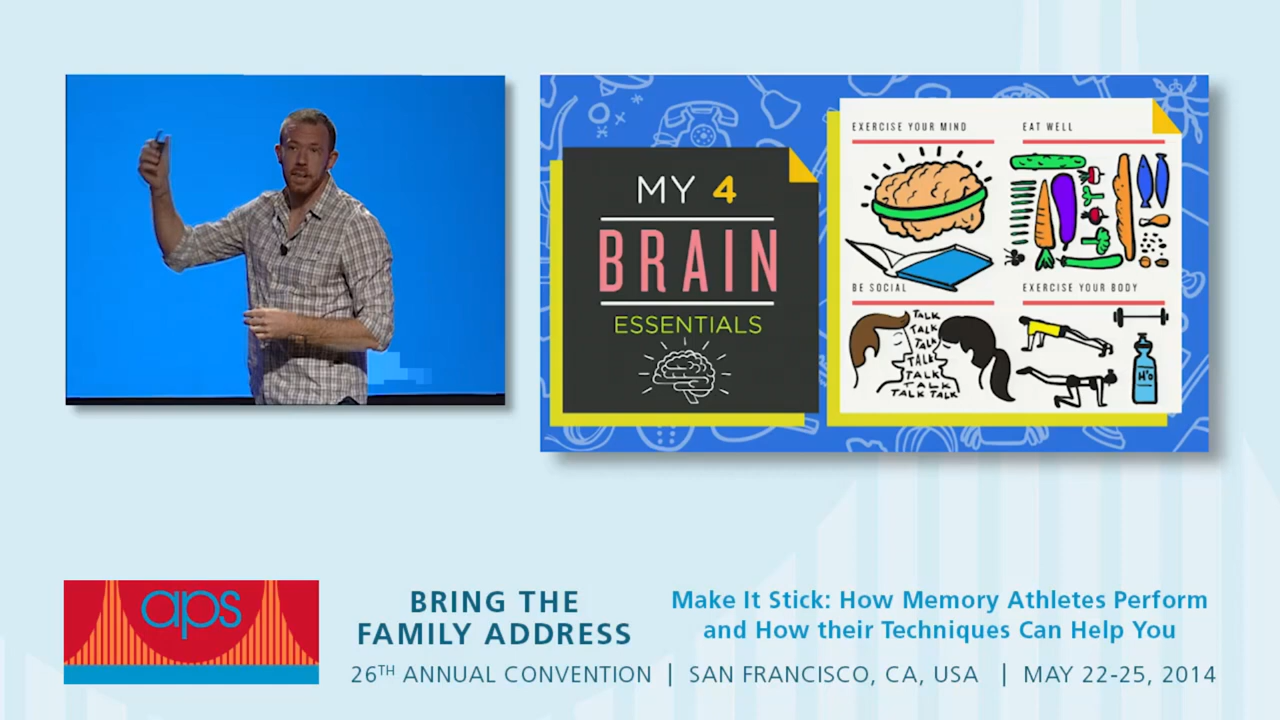 MY 4
BRAIN
ESSENTIALS
EXERCISE YOUR MIND
EAT WELL
BE SOCIAL
EXERCISE YOUR BODY
TALK
TALK
TALK
TALK
TALK
TALK TALK
TALK TALK TALK
H²O
aps
BRING THE
FAMILY ADDRESS
Make It Stick: How Memory Athletes Perform
and How their Techniques Can Help You
26TH ANNUAL CONVENTION | SAN FRANCISCO, CA, USA | MAY 22-25, 2014